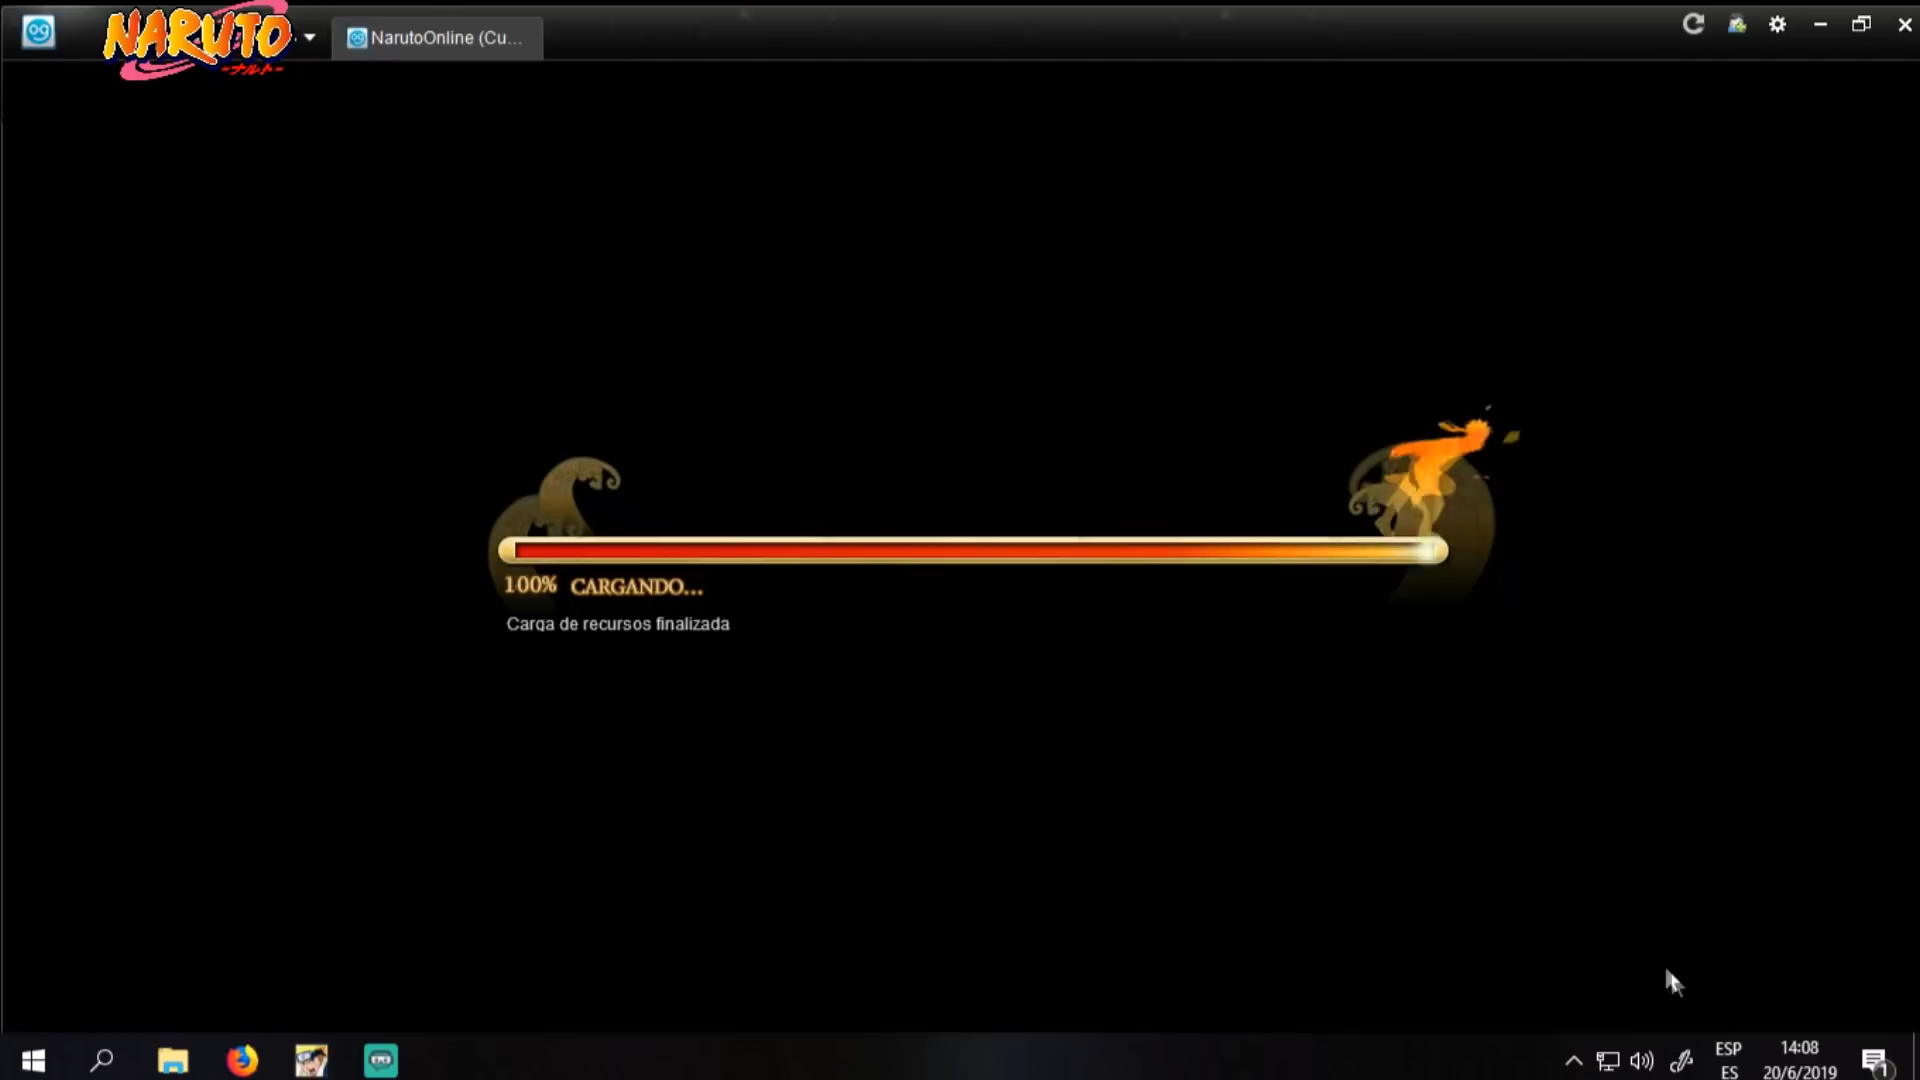 NARUTO
-ナルト-
NarutoOnline (Cu...
100% CARGANDO...
Carga de recursos finalizada
ESP
ES
14:08
20/6/2019
1